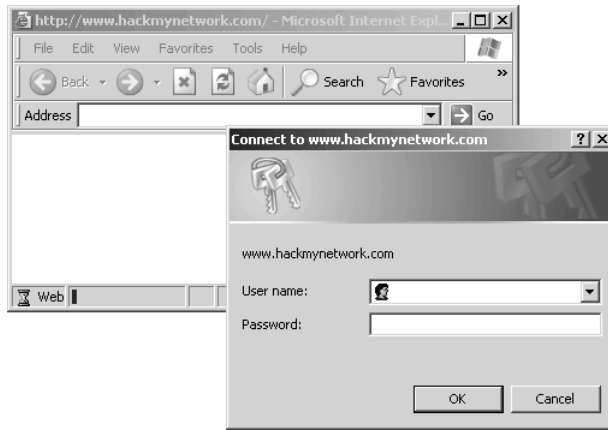 http://www.hackmynetwork.com/ - Microsoft Internet Expl...
File Edit View Favorites Tools Help
Back Search Favorites »
Address Go
Connect to www.hackmynetwork.com
www.hackmynetwork.com
User name:
Password:
Web
OK Cancel